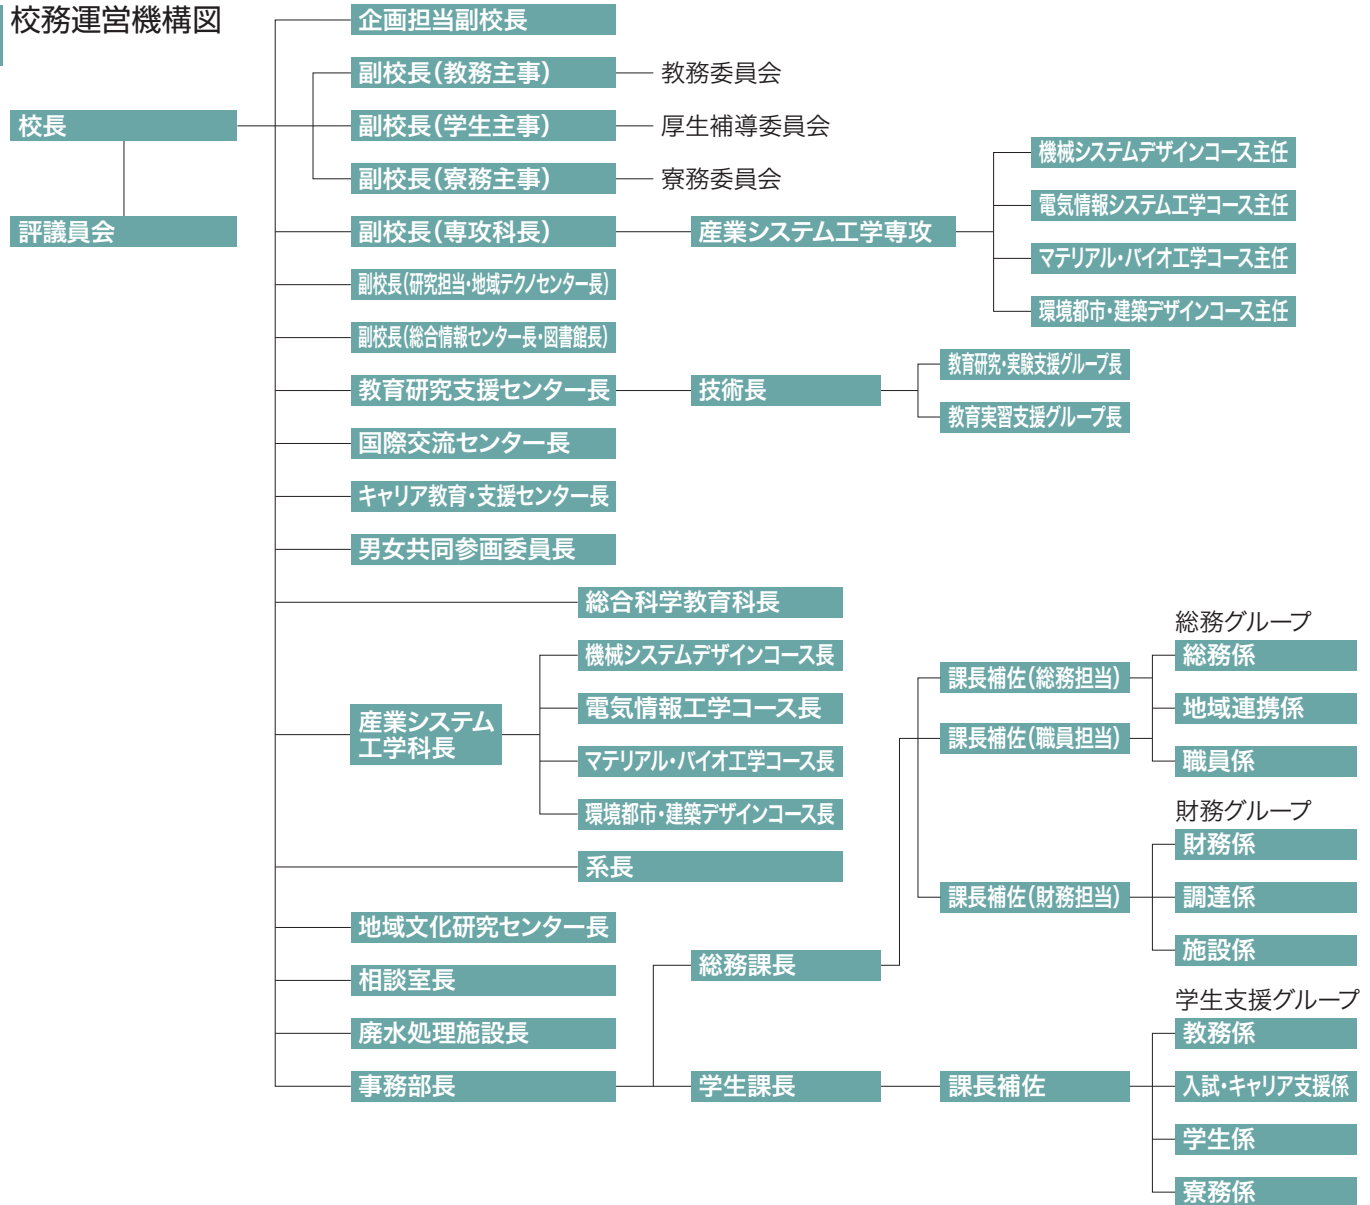 校務運営機構図
校長
評議員会
企画担当副校長
副校長(教務主事)
教務委員会
副校長(学生主事)
厚生補導委員会
副校長(寮務主事)
寮務委員会
副校長(専攻科長)
産業システム工学専攻
機械システムデザインコース主任
電気情報システム工学コース主任
マテリアル・バイオ工学コース主任
環境都市・建築デザインコース主任
副校長(研究担当・地域テクノセンター長)
副校長(総合情報センター長・図書館長)
教育研究支援センター長
技術長
教育研究・実験支援グループ長
教育実習支援グループ長
国際交流センター長
キャリア教育・支援センター長
男女共同参画委員長
総合科学教育科長
産業システム
工学科長
機械システムデザインコース長
電気情報工学コース長
マテリアル・バイオ工学コース長
環境都市・建築デザインコース長
系長
地域文化研究センター長
相談室長
廃水処理施設長
事務部長
総務課長
課長補佐(総務担当)
課長補佐(職員担当)
総務グループ
総務係
地域連携係
職員係
課長補佐(財務担当)
財務グループ
財務係
調達係
施設係
学生課長
課長補佐
学生支援グループ
教務係
入試・キャリア支援係
学生係
寮務係